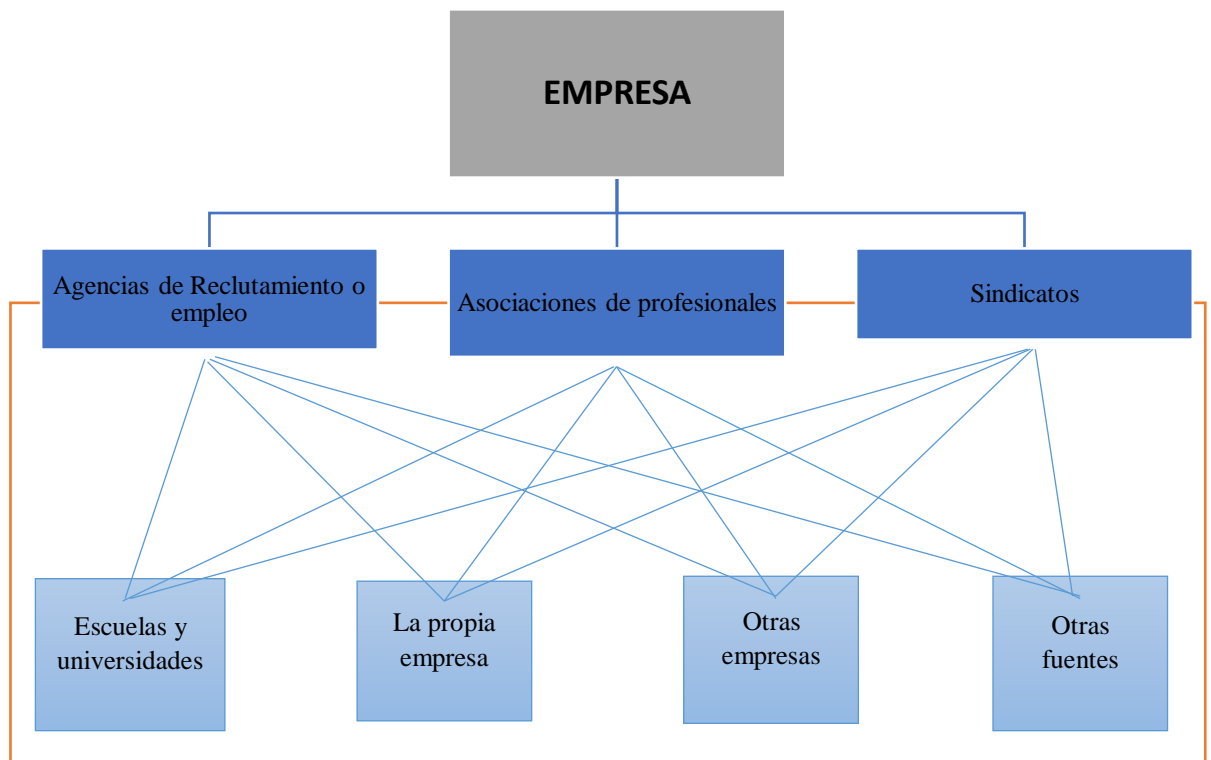 EMPRESA
Agencias de Reclutamiento o
empleo
Asociaciones de profesionales
Sindicatos
Escuelas y
universidades
La propia
empresa
Otras
empresas
Otras
fuentes